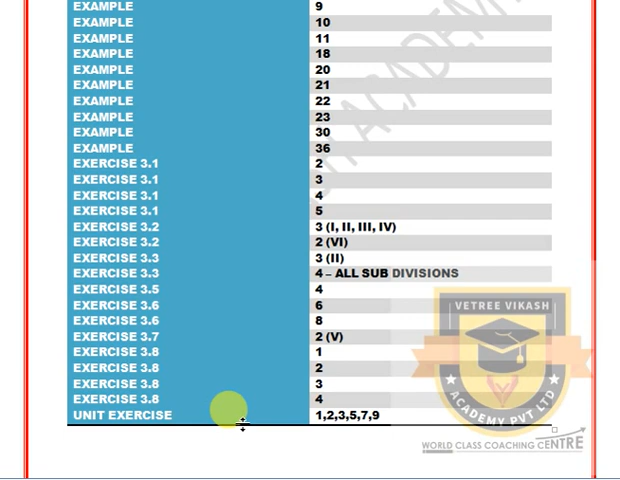 EXAMPLE 9
EXAMPLE 10
EXAMPLE 11
EXAMPLE 18
EXAMPLE 20
EXAMPLE 21
EXAMPLE 22
EXAMPLE 23
EXAMPLE 30
EXAMPLE 36
EXERCISE 3.1 2
EXERCISE 3.1 3
EXERCISE 3.1 4
EXERCISE 3.1 5
EXERCISE 3.2 3 (I, II, III, IV)
EXERCISE 3.2 2 (VI)
EXERCISE 3.3 3 (II)
EXERCISE 3.3 4 – ALL SUB DIVISIONS
EXERCISE 3.5 4
EXERCISE 3.6 6
EXERCISE 3.6 8
EXERCISE 3.7 2 (V)
EXERCISE 3.8 1
EXERCISE 3.8 2
EXERCISE 3.8 3
EXERCISE 3.8 4
UNIT EXERCISE 1,2,3,5,7,9
VETREE VIKASH
ACADEMY PVT LTD
WORLD CLASS COACHING CENTRE